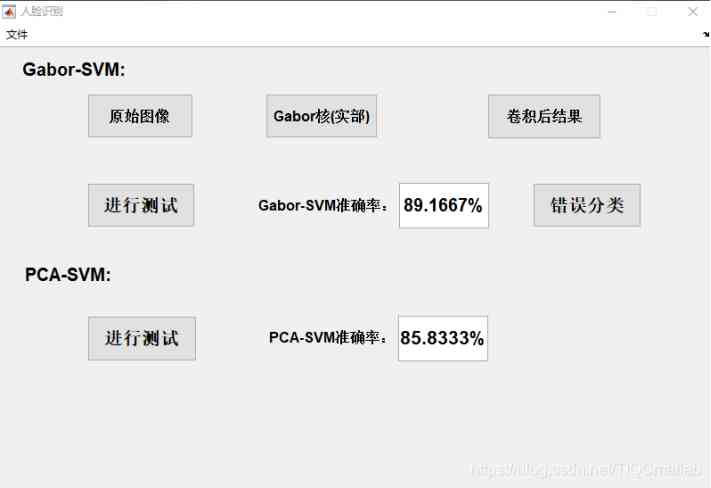 人脸识别
文件
Gabor-SVM:
原始图像 Gabor核(实部) 卷积后结果
进行测试 Gabor-SVM准确率： 89.1667% 错误分类
PCA-SVM:
进行测试 PCA-SVM准确率： 85.8333%
https://blog.csdn.net/TIQCmatlab